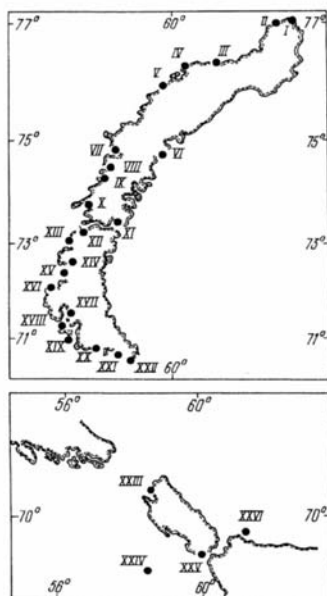 77° 60° 77°
II I
IV III
V
75° VII VI 75°
VIII
IX
X
XIII XII XI
73° XIV 73°
XV
XVI
XVII
XVIII
71° XIX 71°
XX XXI XXII
60°
56° 60°
XXIII
70° XXVI 70°
XXIV XXV
56° 60°